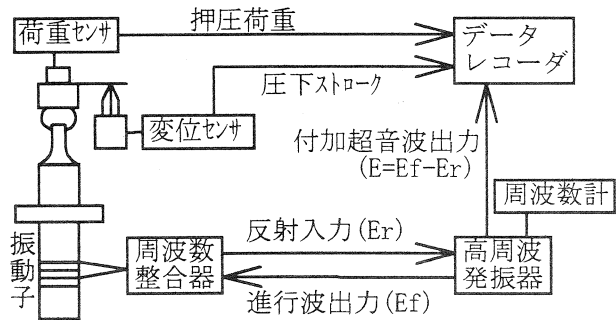 荷重センサ
押圧荷重
データ
レコーダ
圧下ストローク
変位センサ
付加超音波出力
(E=Ef-Er)
周波数計
振動子
周波数
整合器
反射入力(Er)
高周波
発振器
進行波出力(Ef)